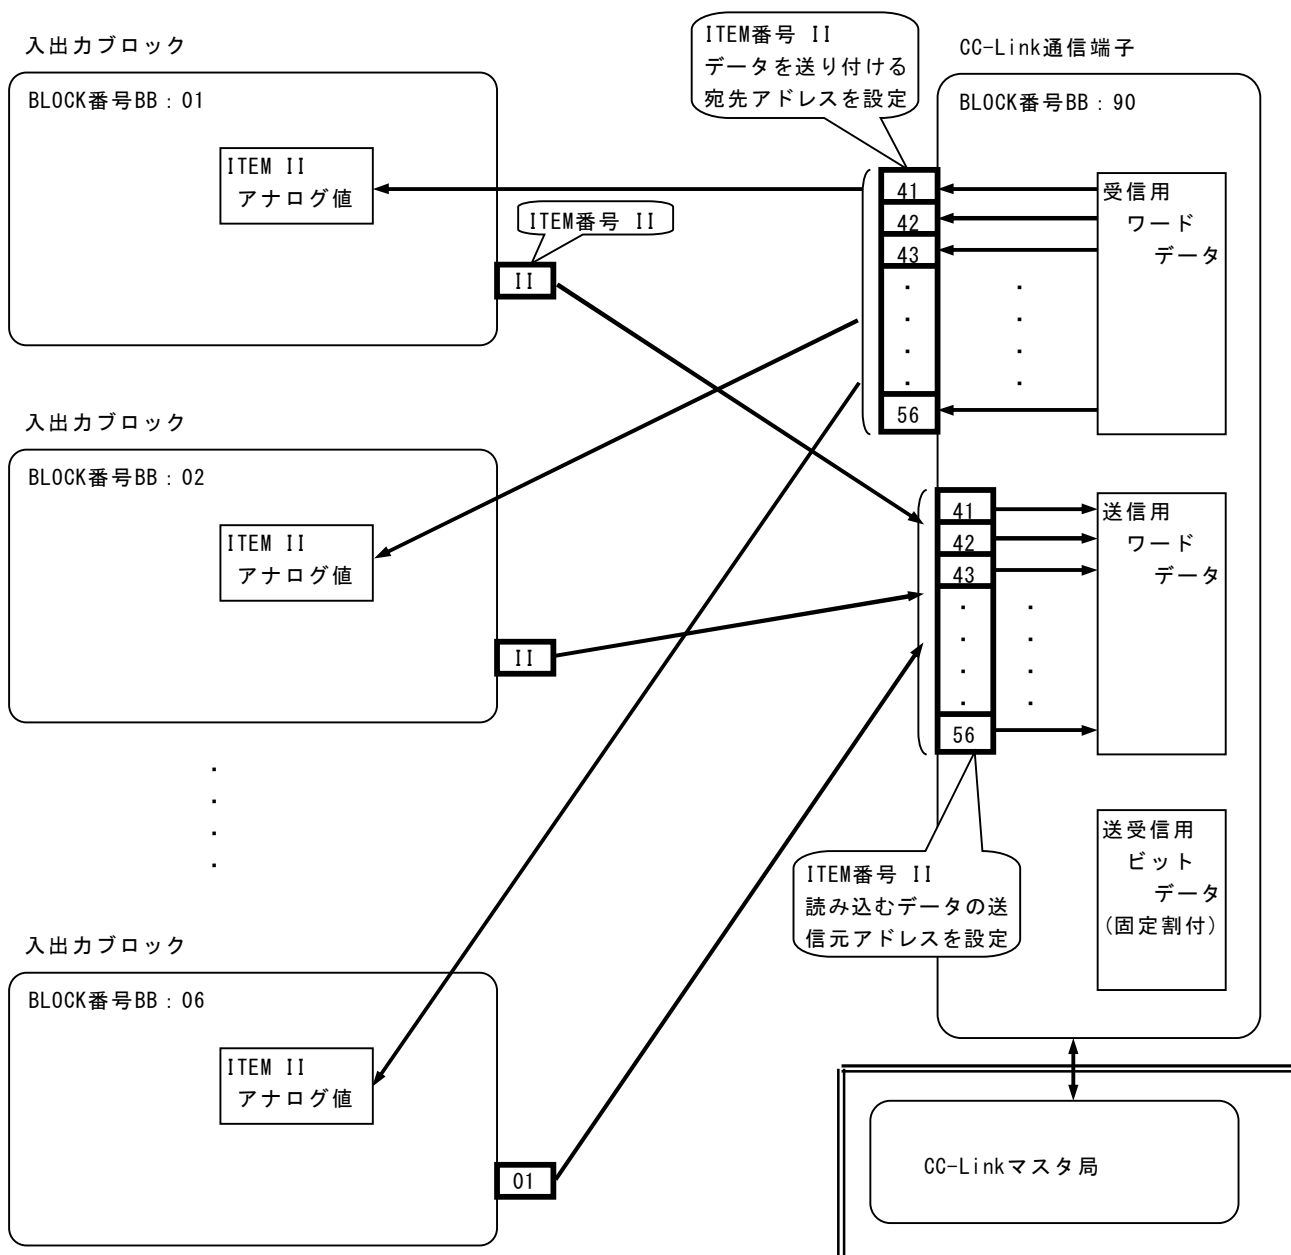 入出力ブロック
BLOCK番号BB：01
ITEM II
アナログ値
ITEM番号 II
II
入出力ブロック
BLOCK番号BB：02
ITEM II
アナログ値
II
・
・
・
・
入出力ブロック
BLOCK番号BB：06
ITEM II
アナログ値
01
ITEM番号 II
データを送り付ける
宛先アドレスを設定
CC-Link通信端子
BLOCK番号BB：90
41
42
43
・
・
・
・
56
・
・
・
・
受信用
ワード
データ
41
42
43
・
・
・
・
56
・
・
・
・
送信用
ワード
データ
ITEM番号 II
読み込むデータの送
信元アドレスを設定
送受信用
ビット
データ
(固定割付)
CC-Linkマスタ局